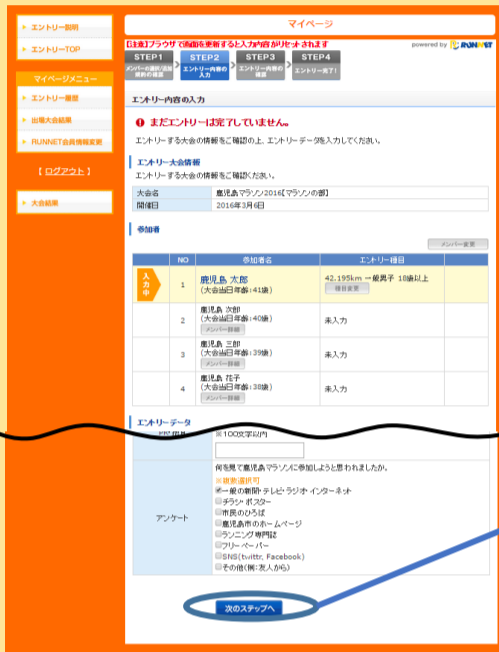 エントリー説明
エントリーTOP
マイページメニュー
エントリー履歴
出場大会結果
RUNNET会員情報変更
【ログアウト】
大会結果
マイページ
【注意】ブラウザで画面を更新すると入力内容がリセットされます
powered by RUNNET
STEP1
メンバーの選択/追加
規約の確認
STEP2
エントリー内容の
入力
STEP3
エントリー内容の
確認
STEP4
エントリー完了!
エントリー内容の入力
まだエントリーは完了していません。
エントリーする大会の情報をご確認の上、エントリーデータを入力してください。
エントリー大会情報
エントリーする大会の情報をご確認ください。
大会名 鹿児島マラソン2016【マラソンの部】
開催日 2016年3月6日
参加者
メンバー変更
NO 参加者名 エントリー種目
入力中
1 鹿児島 太郎 42.195km 一般男子 18歳以上
(大会当日年齢:41歳) 種目変更
鹿児島 次郎
2 (大会当日年齢:40歳) 未入力
メンバー詳細
鹿児島 三郎
3 (大会当日年齢:39歳) 未入力
メンバー詳細
鹿児島 花子
4 (大会当日年齢:38歳) 未入力
メンバー詳細
エントリーデータ
※100文字以内
アンケート
何を見て鹿児島マラソンに参加しようと思われましたか。
※複数選択可
一般の新聞・テレビ・ラジオ・インターネット
チラシ・ポスター
市民のひろば
鹿児島市のホームページ
ランニング専門誌
フリーペーパー
SNS(twittr, Facebook)
その他(例:友人から)
次のステップへ